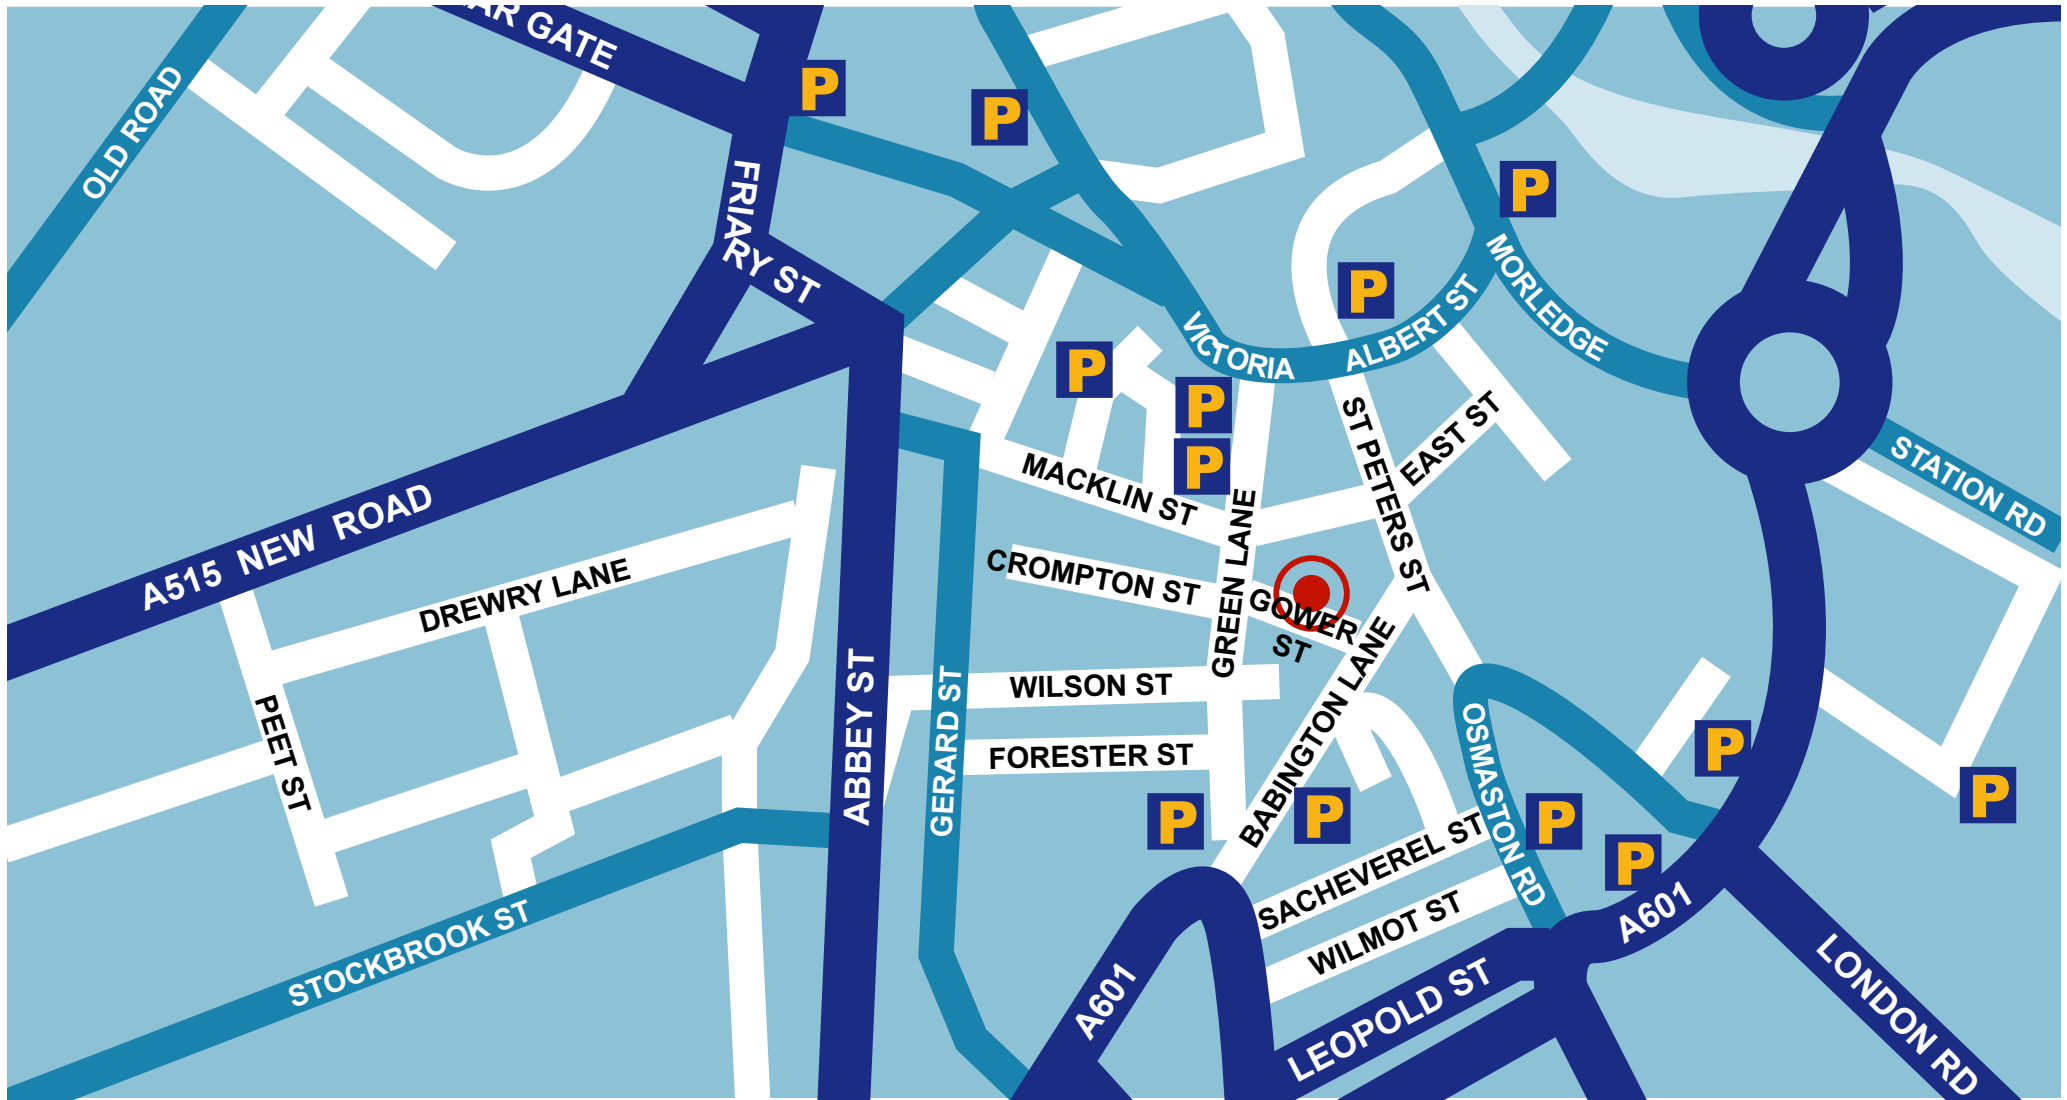 AR GATE
OLD ROAD
P
P
FRIARY ST
P
MORLEDGE
P
ALBERT ST
VICTORIA
P
P
P
EAST ST
ST PETERS ST
STATION RD
MACKLIN ST
A515 NEW ROAD
GREEN LANE
CROMPTON ST
GOWER
ST
DREWRY LANE
WILSON ST
BABINGTON LANE
PEET ST
ABBEY ST
GERARD ST
FORESTER ST
OSMASTON RD
P
P
P
P
P
P
SACHEVEREL ST
WILMOT ST
STOCKBROOK ST
A601
A601
LEOPOLD ST
LONDON RD